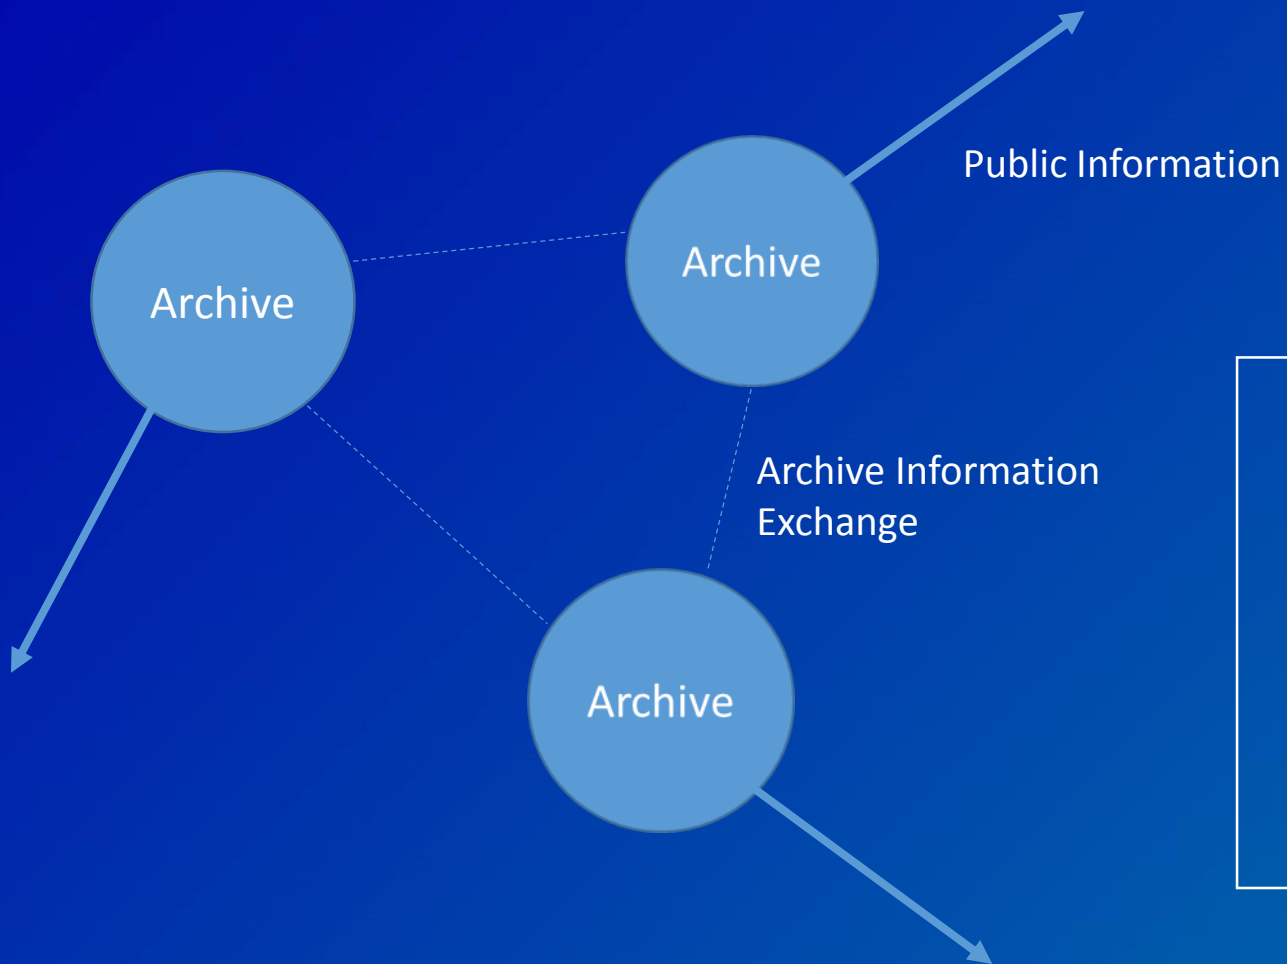 Public Information
Archive
Archive
Archive Information
Exchange
Archive